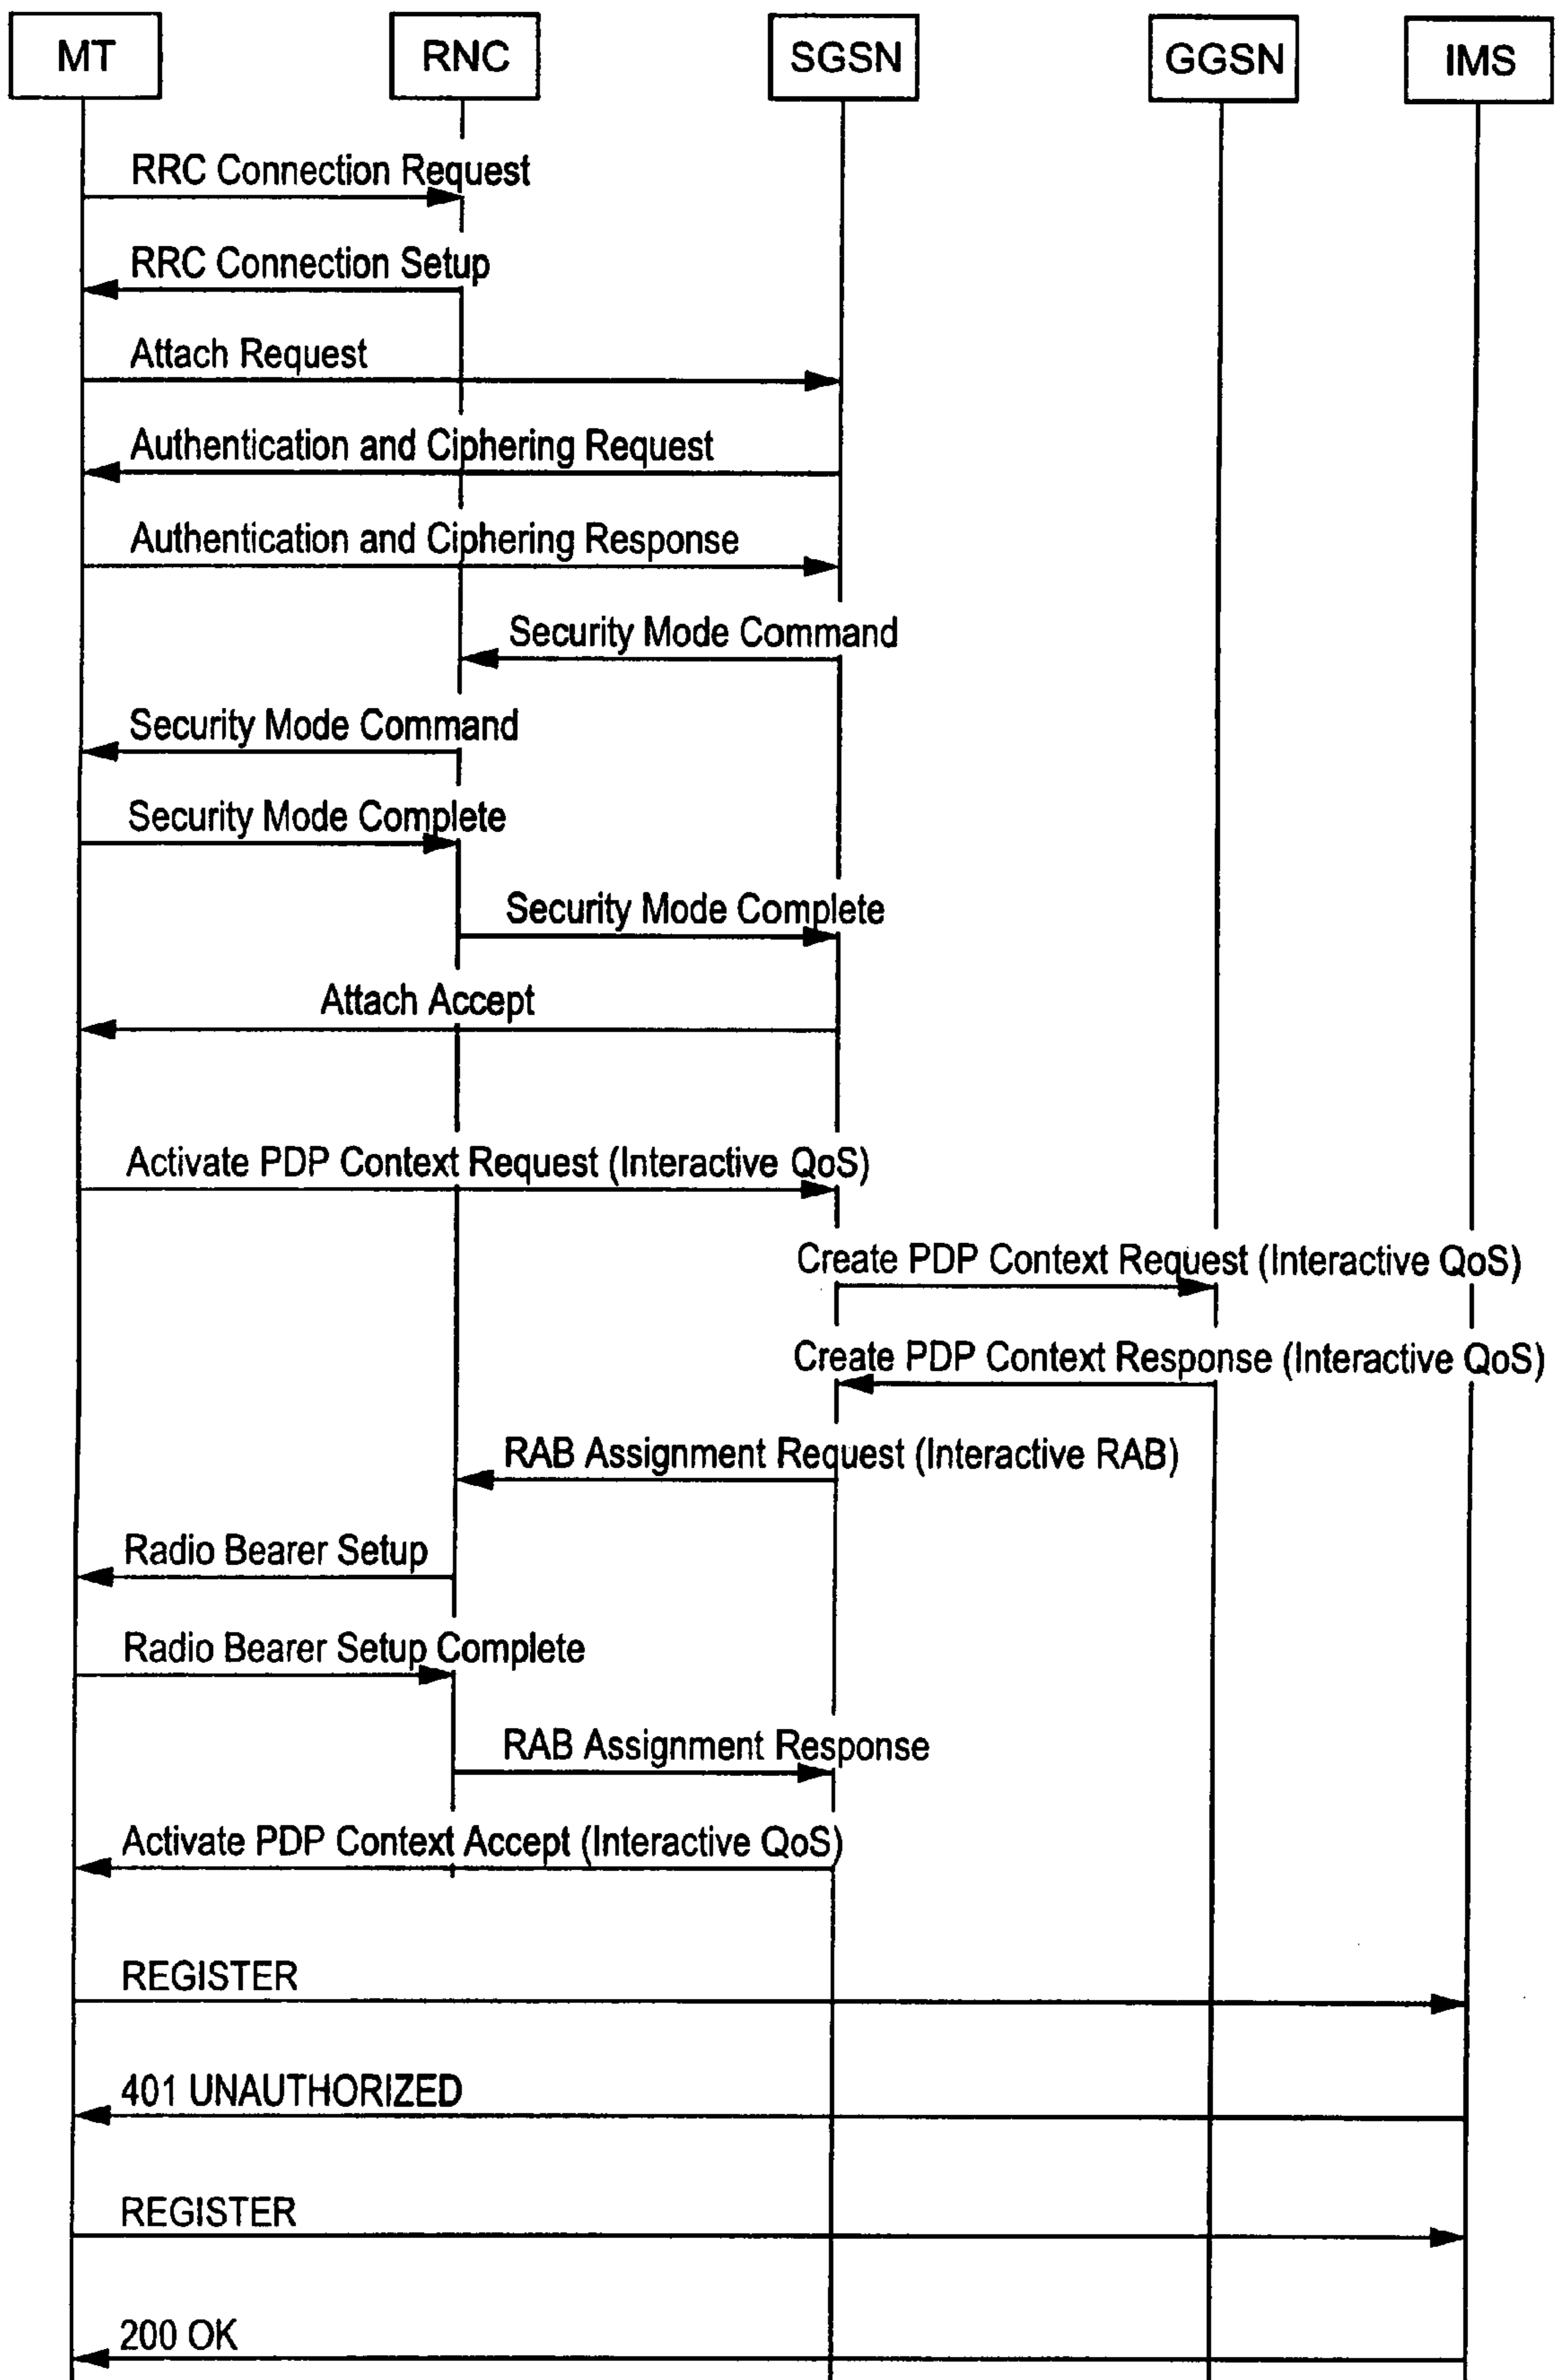 MT
RNC
SGSN
GGSN
IMS
RRC Connection Request
RRC Connection Setup
Attach Request
Authentication and Ciphering Request
Authentication and Ciphering Response
Security Mode Command
Security Mode Command
Security Mode Complete
Security Mode Complete
Attach Accept
Activate PDP Context Request (Interactive QoS)
Create PDP Context Request (Interactive QoS)
Create PDP Context Response (Interactive QoS)
RAB Assignment Request (Interactive RAB)
Radio Bearer Setup
Radio Bearer Setup Complete
RAB Assignment Response
Activate PDP Context Accept (Interactive QoS)
REGISTER
401 UNAUTHORIZED
REGISTER
200 OK